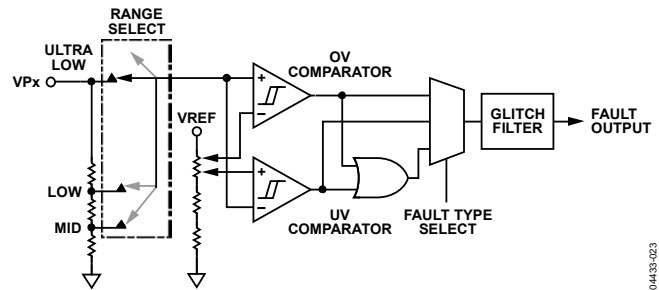 RANGE
SELECT
ULTRA
LOW
VPx
LOW
MID
VREF
OV
COMPARATOR
+
−
+
−
UV
COMPARATOR
FAULT TYPE
SELECT
GLITCH
FILTER
FAULT
OUTPUT
04433-023